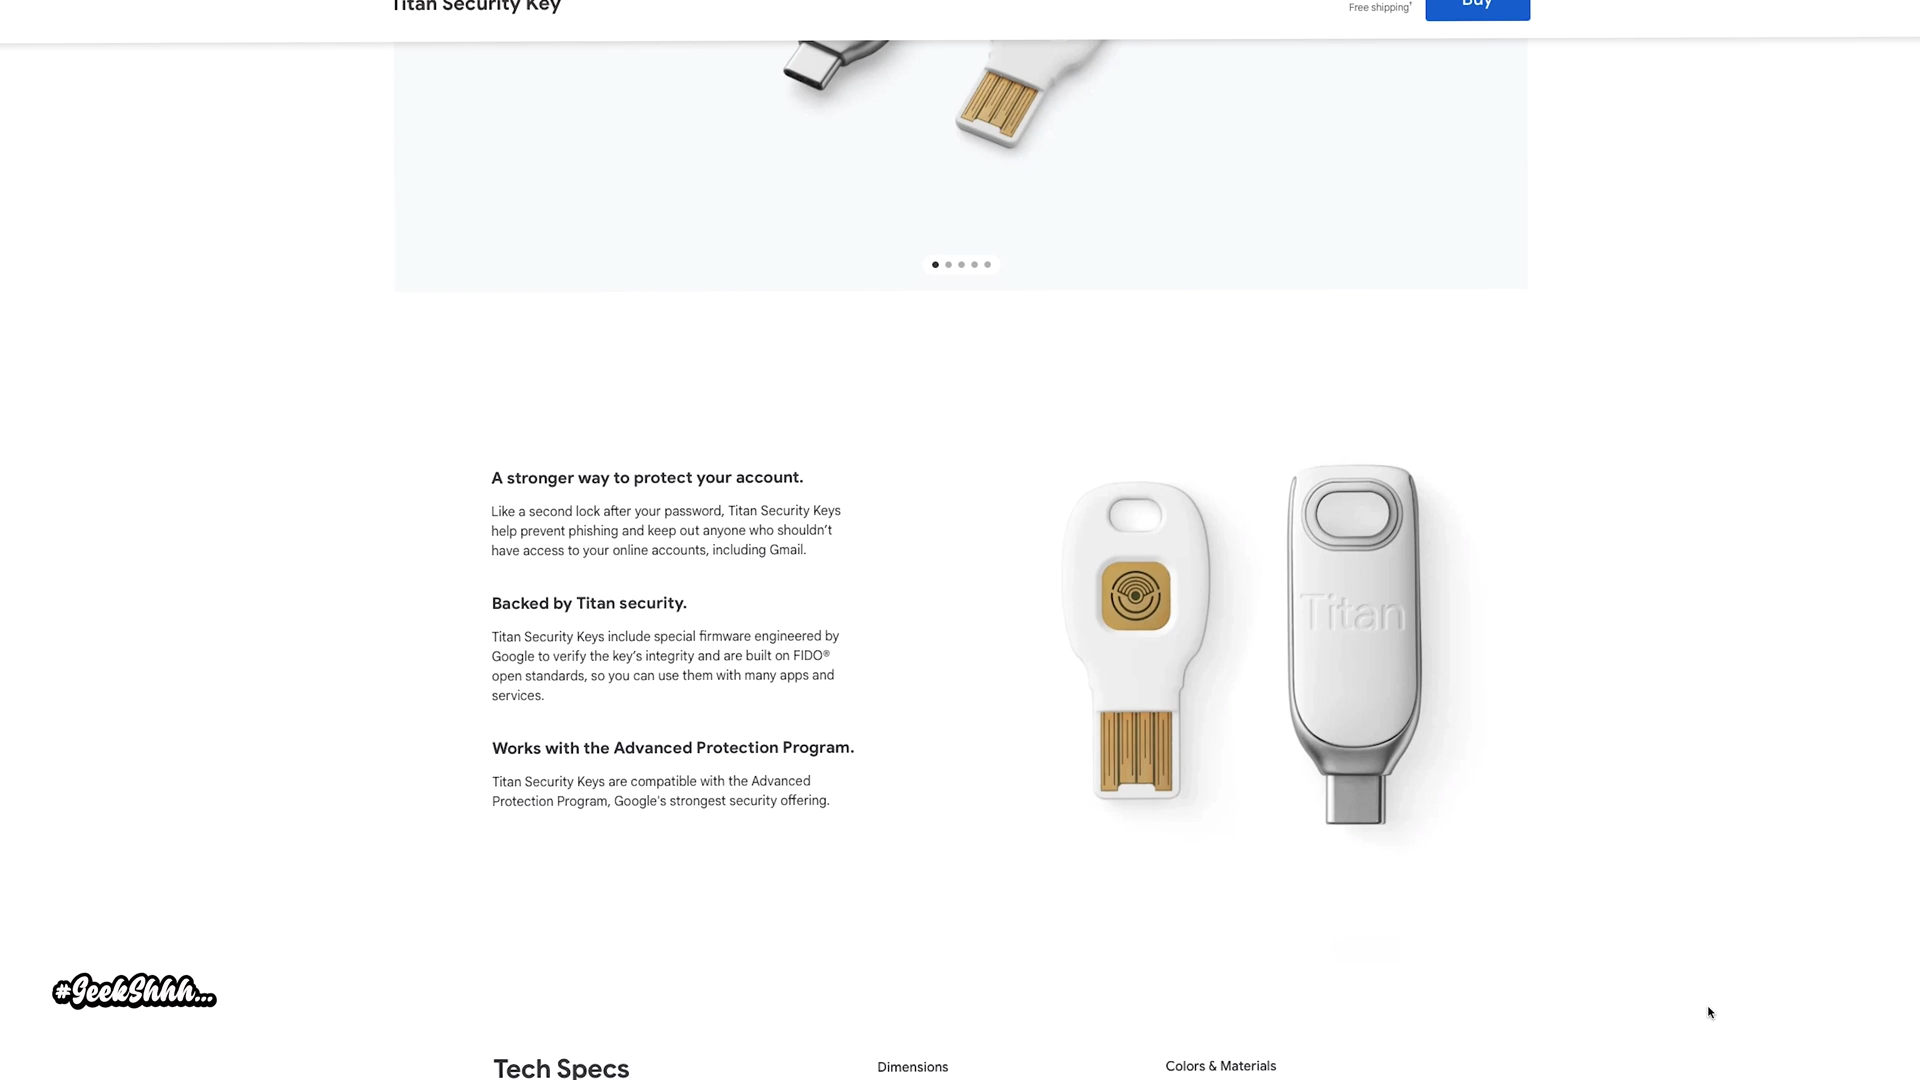 Titan Security Key
Free shipping†
Buy
A stronger way to protect your account.
Like a second lock after your password, Titan Security Keys
help prevent phishing and keep out anyone who shouldn’t
have access to your online accounts, including Gmail.
Backed by Titan security.
Titan Security Keys include special firmware engineered by
Google to verify the key’s integrity and are built on FIDO®
open standards, so you can use them with many apps and
services.
Works with the Advanced Protection Program.
Titan Security Keys are compatible with the Advanced
Protection Program, Google's strongest security offering.
Titan
#GeekShhh...
Tech Specs
Dimensions
Colors & Materials